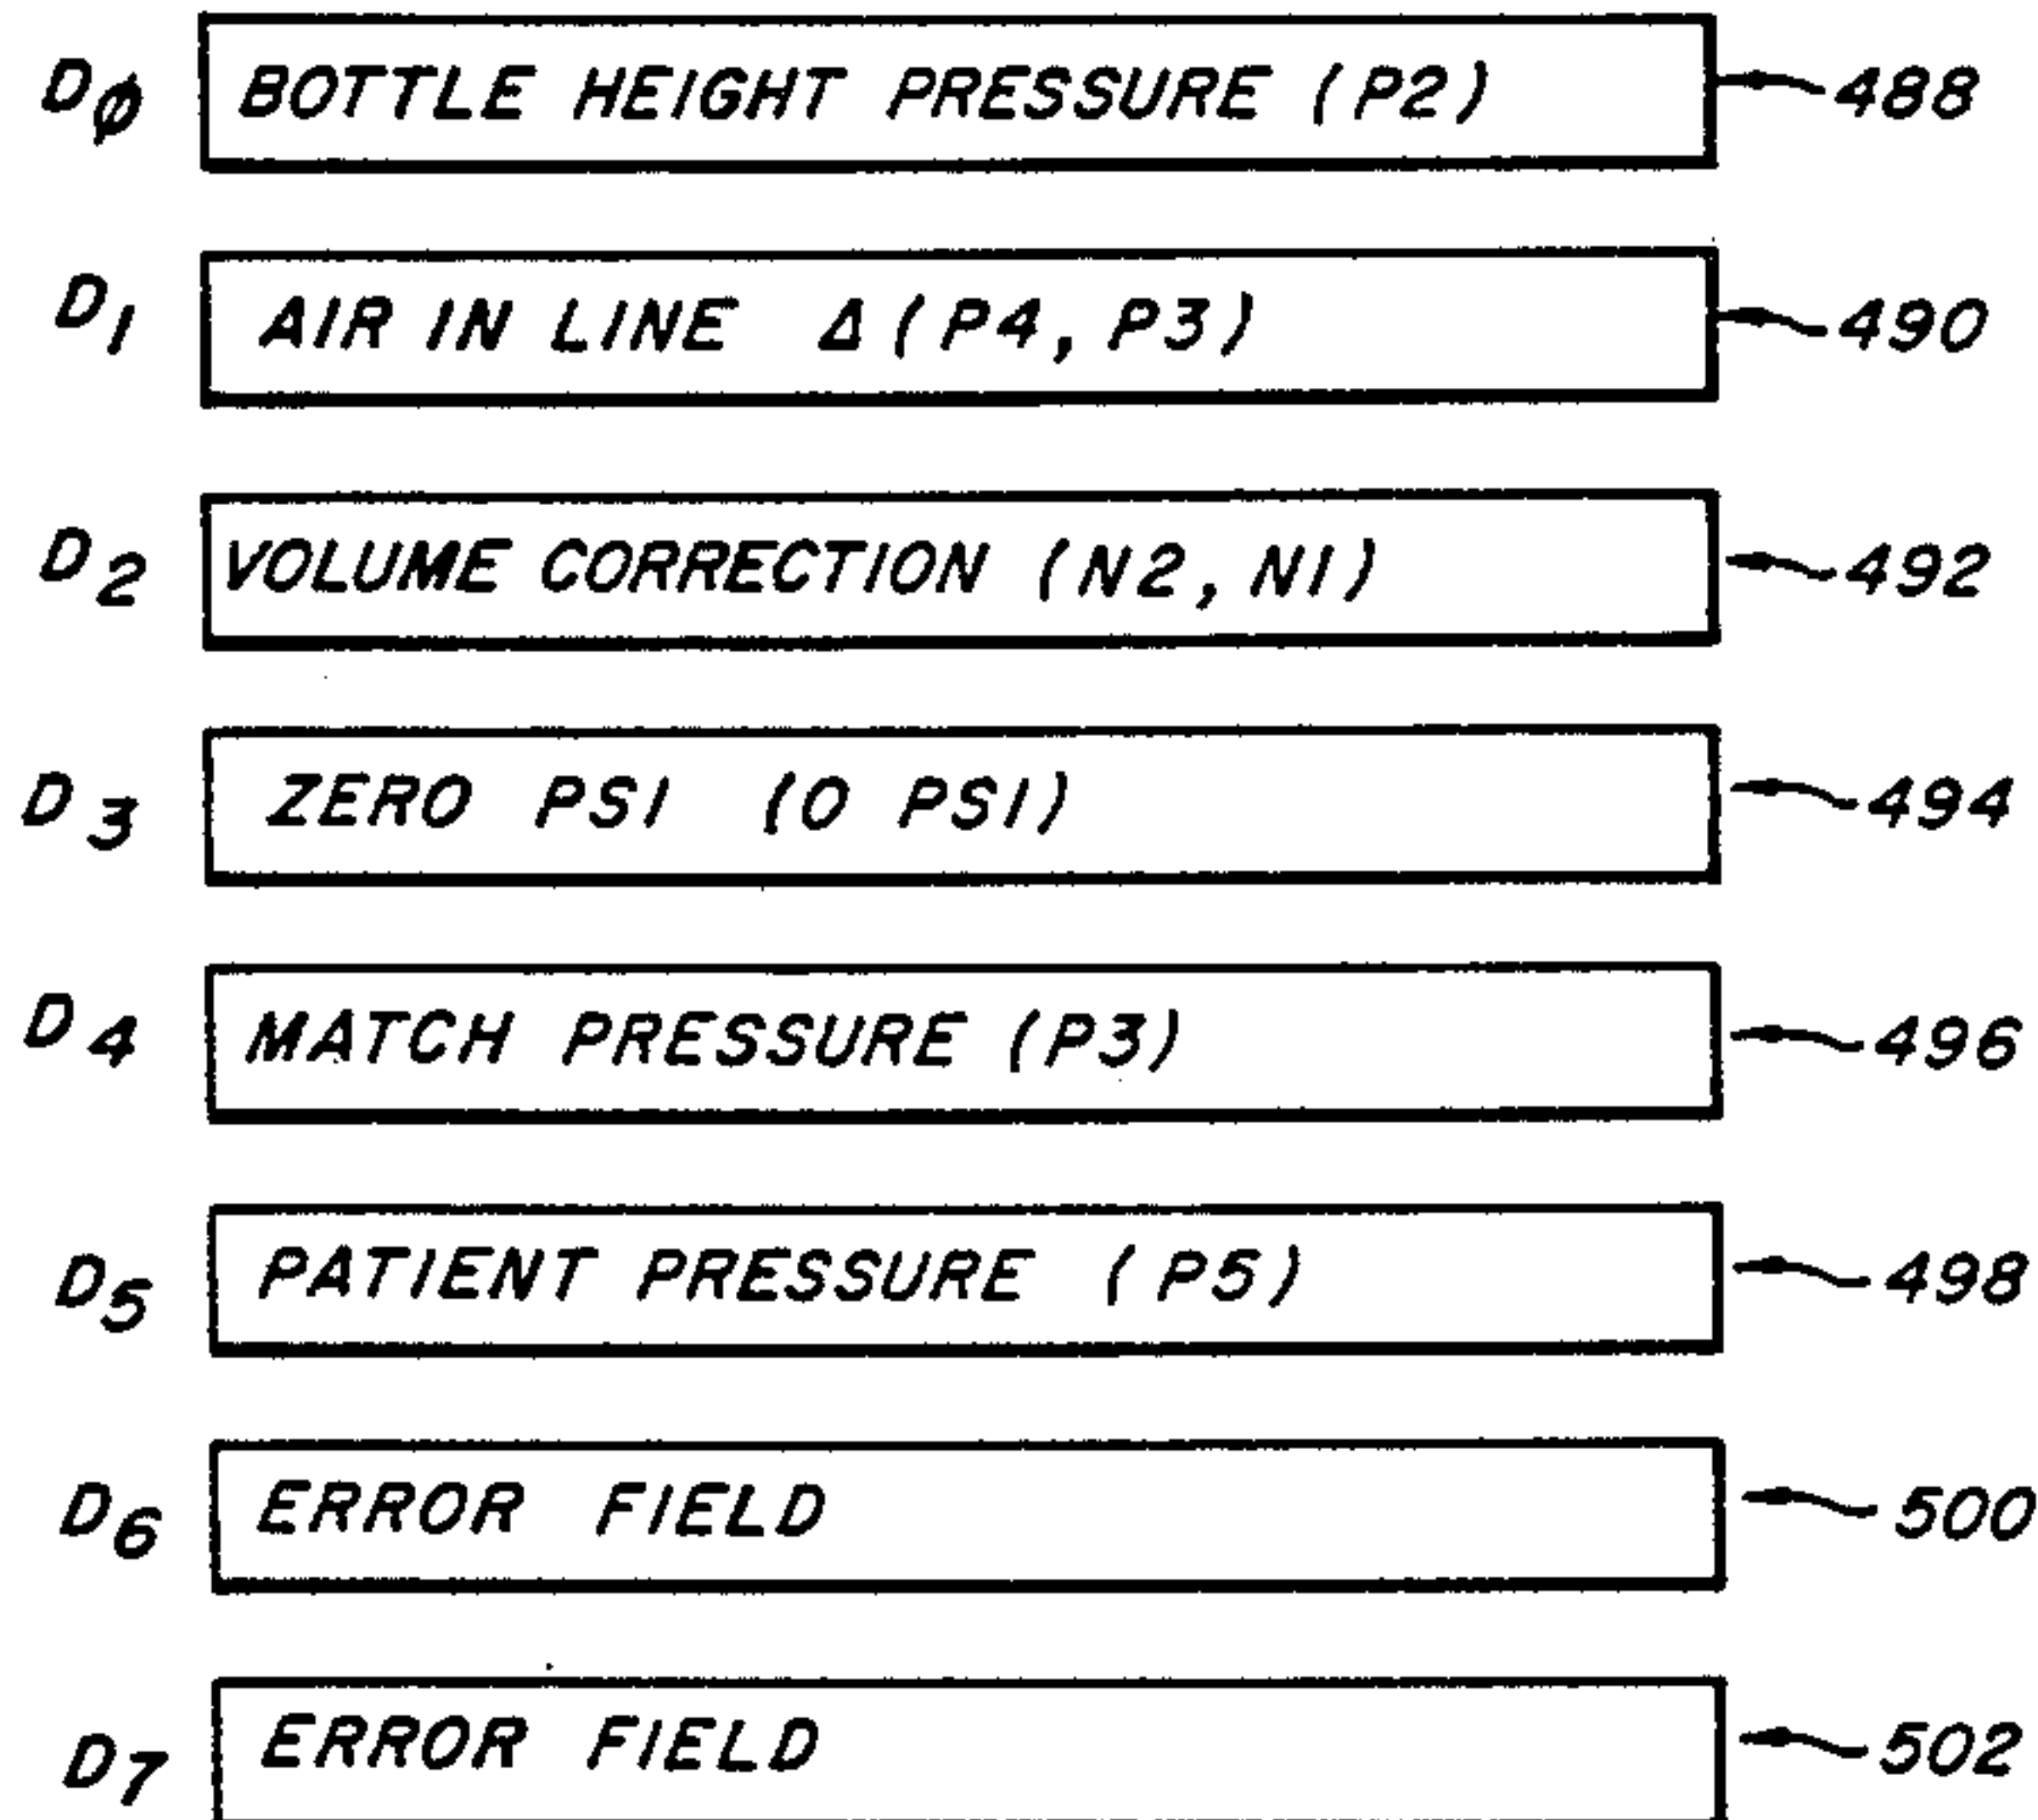 Dφ BOTTLE HEIGHT PRESSURE (P2) 488
D1 AIR IN LINE Δ (P4, P3) 490
D2 VOLUME CORRECTION (N2, N1) 492
D3 ZERO PSI (0 PSI) 494
D4 MATCH PRESSURE (P3) 496
D5 PATIENT PRESSURE (P5) 498
D6 ERROR FIELD 500
D7 ERROR FIELD 502